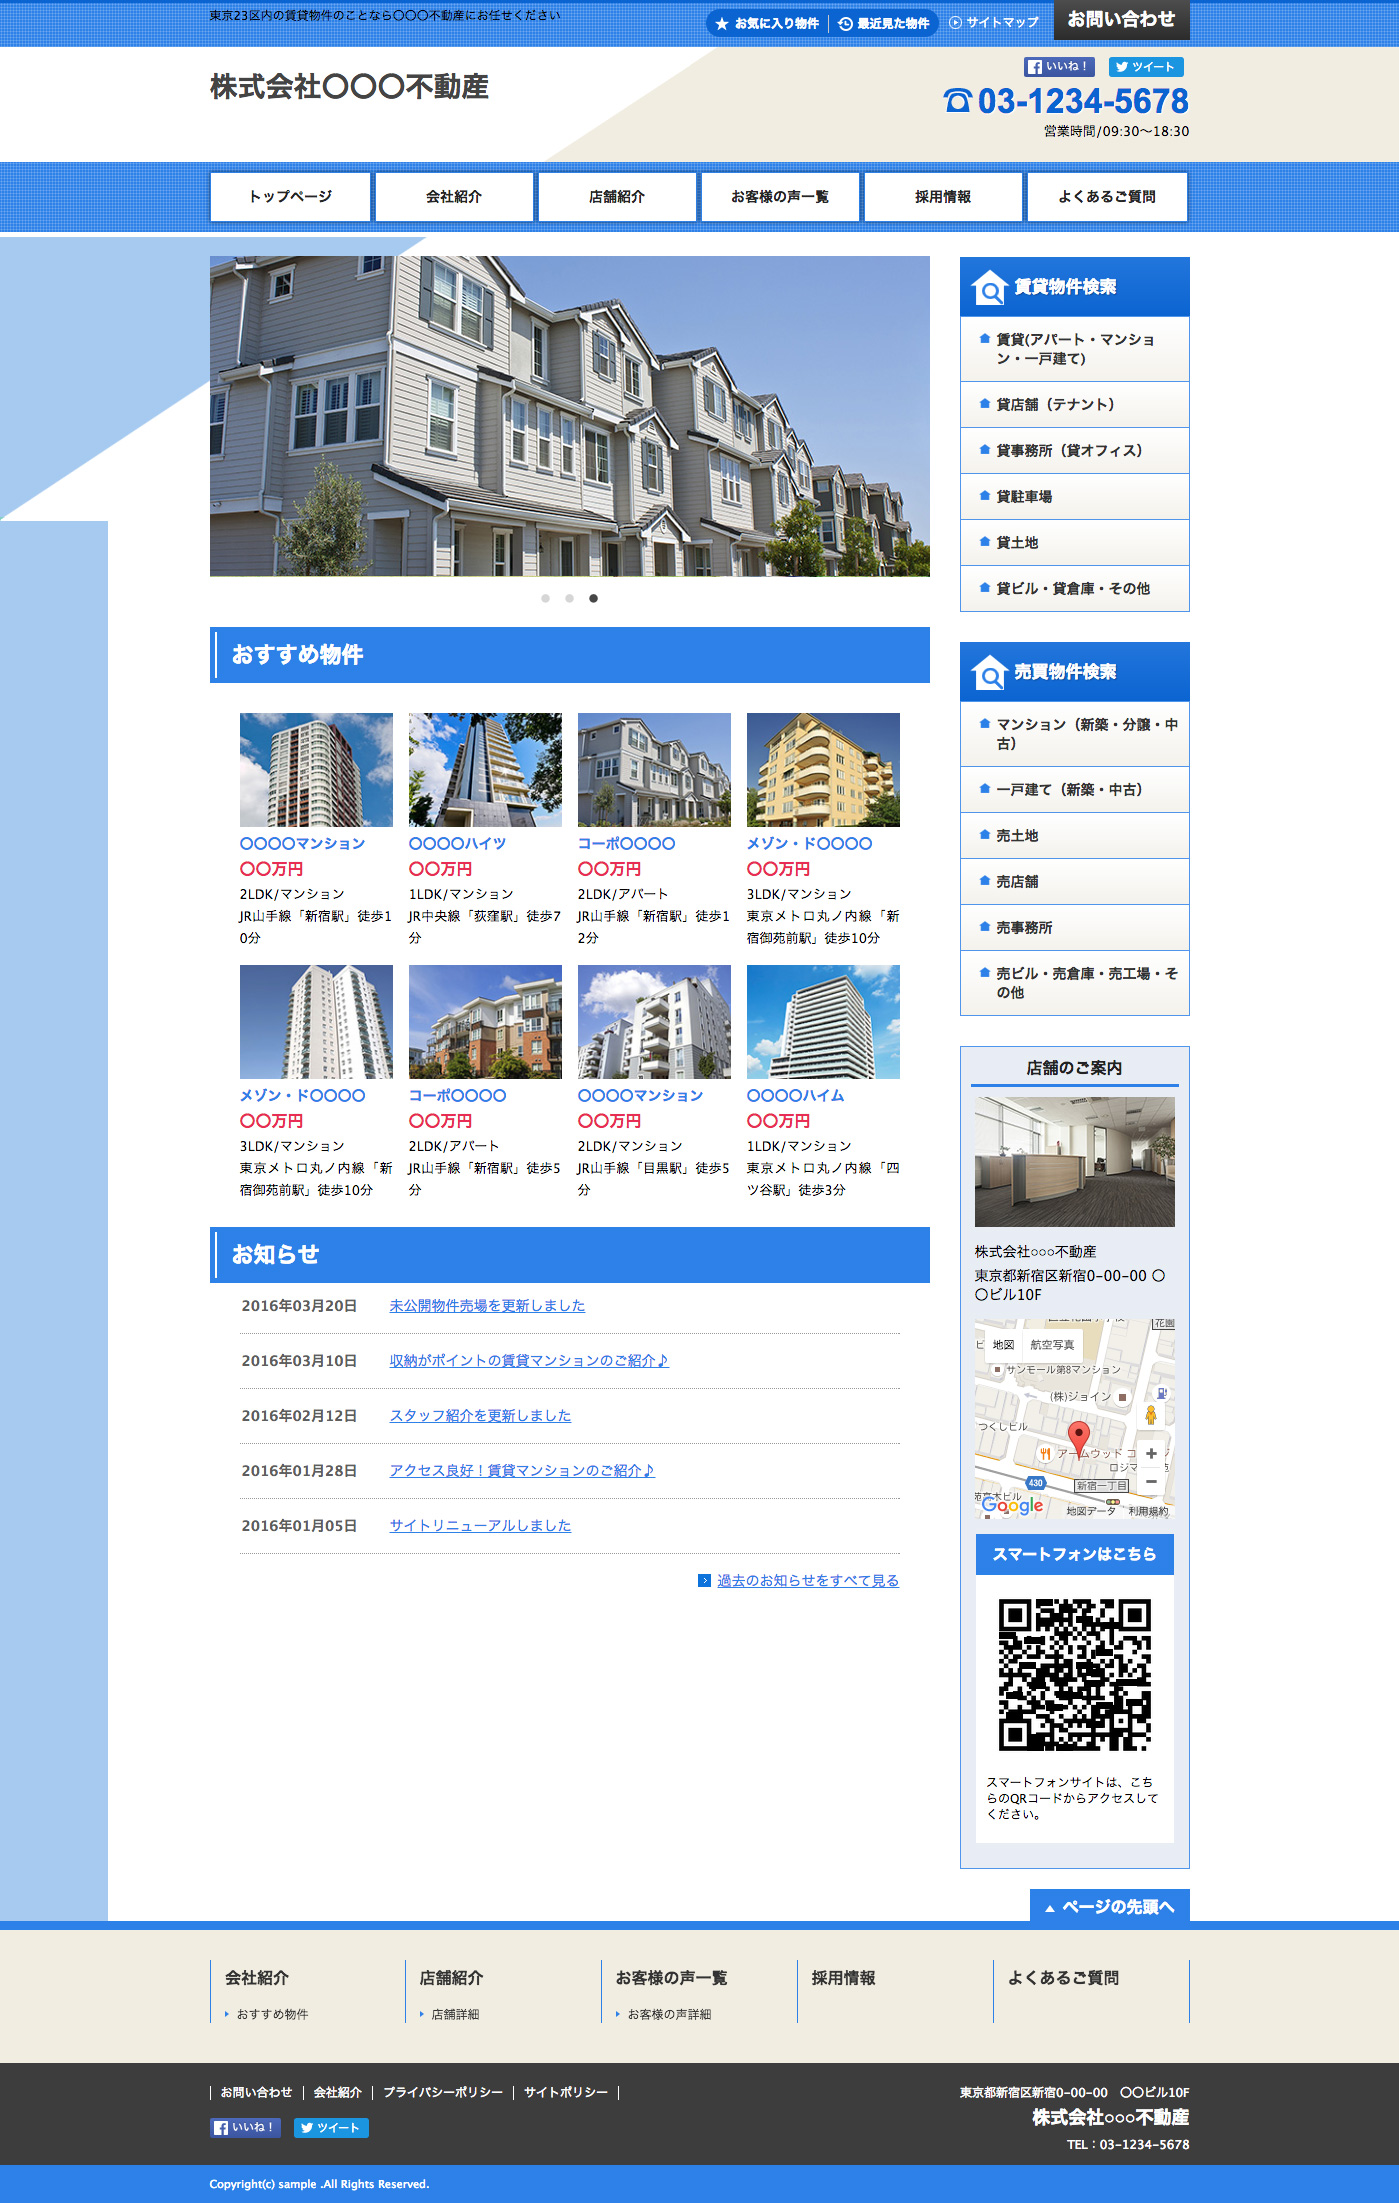 東京23区内の賃貸物件のことなら〇〇〇不動産にお任せください
お気に入り物件
最近見た物件
サイトマップ
お問い合わせ
株式会社〇〇〇不動産
いいね！
ツイート
03-1234-5678
営業時間/09:30〜18:30
トップページ
会社紹介
店舗紹介
お客様の声一覧
採用情報
よくあるご質問
賃貸物件検索
賃貸(アパート・マンショ
ン・一戸建て)
貸店舗（テナント）
貸事務所（貸オフィス）
貸駐車場
貸土地
貸ビル・貸倉庫・その他
おすすめ物件
〇〇〇〇マンション
〇〇万円
2LDK/マンション
JR山手線「新宿駅」徒歩1
0分
〇〇〇〇ハイツ
〇〇万円
1LDK/マンション
JR中央線「荻窪駅」徒歩7
分
コーポ〇〇〇〇
〇〇万円
2LDK/アパート
JR山手線「新宿駅」徒歩1
2分
メゾン・ド〇〇〇〇
〇〇万円
3LDK/マンション
東京メトロ丸ノ内線「新
宿御苑前駅」徒歩10分
メゾン・ド〇〇〇〇
〇〇万円
3LDK/マンション
東京メトロ丸ノ内線「新
宿御苑前駅」徒歩10分
コーポ〇〇〇〇
〇〇万円
2LDK/アパート
JR山手線「新宿駅」徒歩5
分
〇〇〇〇マンション
〇〇万円
2LDK/マンション
JR山手線「目黒駅」徒歩5
分
〇〇〇〇ハイム
〇〇万円
1LDK/マンション
東京メトロ丸ノ内線「四
ツ谷駅」徒歩3分
売買物件検索
マンション（新築・分譲・中
古）
一戸建て（新築・中古）
売土地
売店舗
売事務所
売ビル・売倉庫・売工場・そ
の他
お知らせ
2016年03月20日 未公開物件売場を更新しました
2016年03月10日 収納がポイントの賃貸マンションのご紹介♪
2016年02月12日 スタッフ紹介を更新しました
2016年01月28日 アクセス良好！賃貸マンションのご紹介♪
2016年01月05日 サイトリニューアルしました
過去のお知らせをすべて見る
店舗のご案内
株式会社○○○不動産
東京都新宿区新宿0-00-00 〇
〇ビル10F
花園
地図
航空写真
サンモール第8マンション
(株)ジョイン
つくしビル
アームウッド コ
ロジマ
430
新宿一丁目
Google
地図データ
利用規約
スマートフォンはこちら
スマートフォンサイトは、こち
らのQRコードからアクセスして
ください。
ページの先頭へ
会社紹介
おすすめ物件
店舗紹介
店舗詳細
お客様の声一覧
お客様の声詳細
採用情報
よくあるご質問
お問い合わせ
会社紹介
プライバシーポリシー
サイトポリシー
いいね！
ツイート
東京都新宿区新宿0-00-00 〇〇ビル10F
株式会社○○○不動産
TEL：03-1234-5678
Copyright(c) sample .All Rights Reserved.